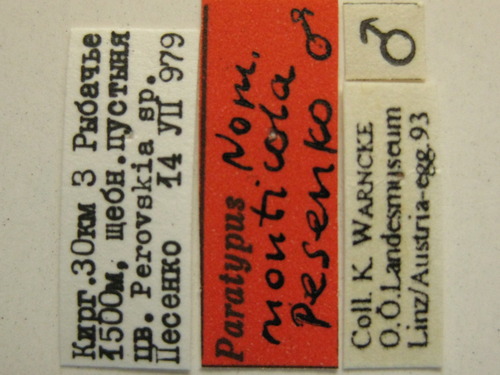 Кирг.30км З Рыбачье
1500м, щебн.пустыня
цв. Perovskia sp.
Песенко 14 VII 979
Paratypus Nom.
monticola
Pesenko ♂
♂
Coll. K. WARNCKE
O.Ö.Landesmuseum
Linz/Austria-egg.93